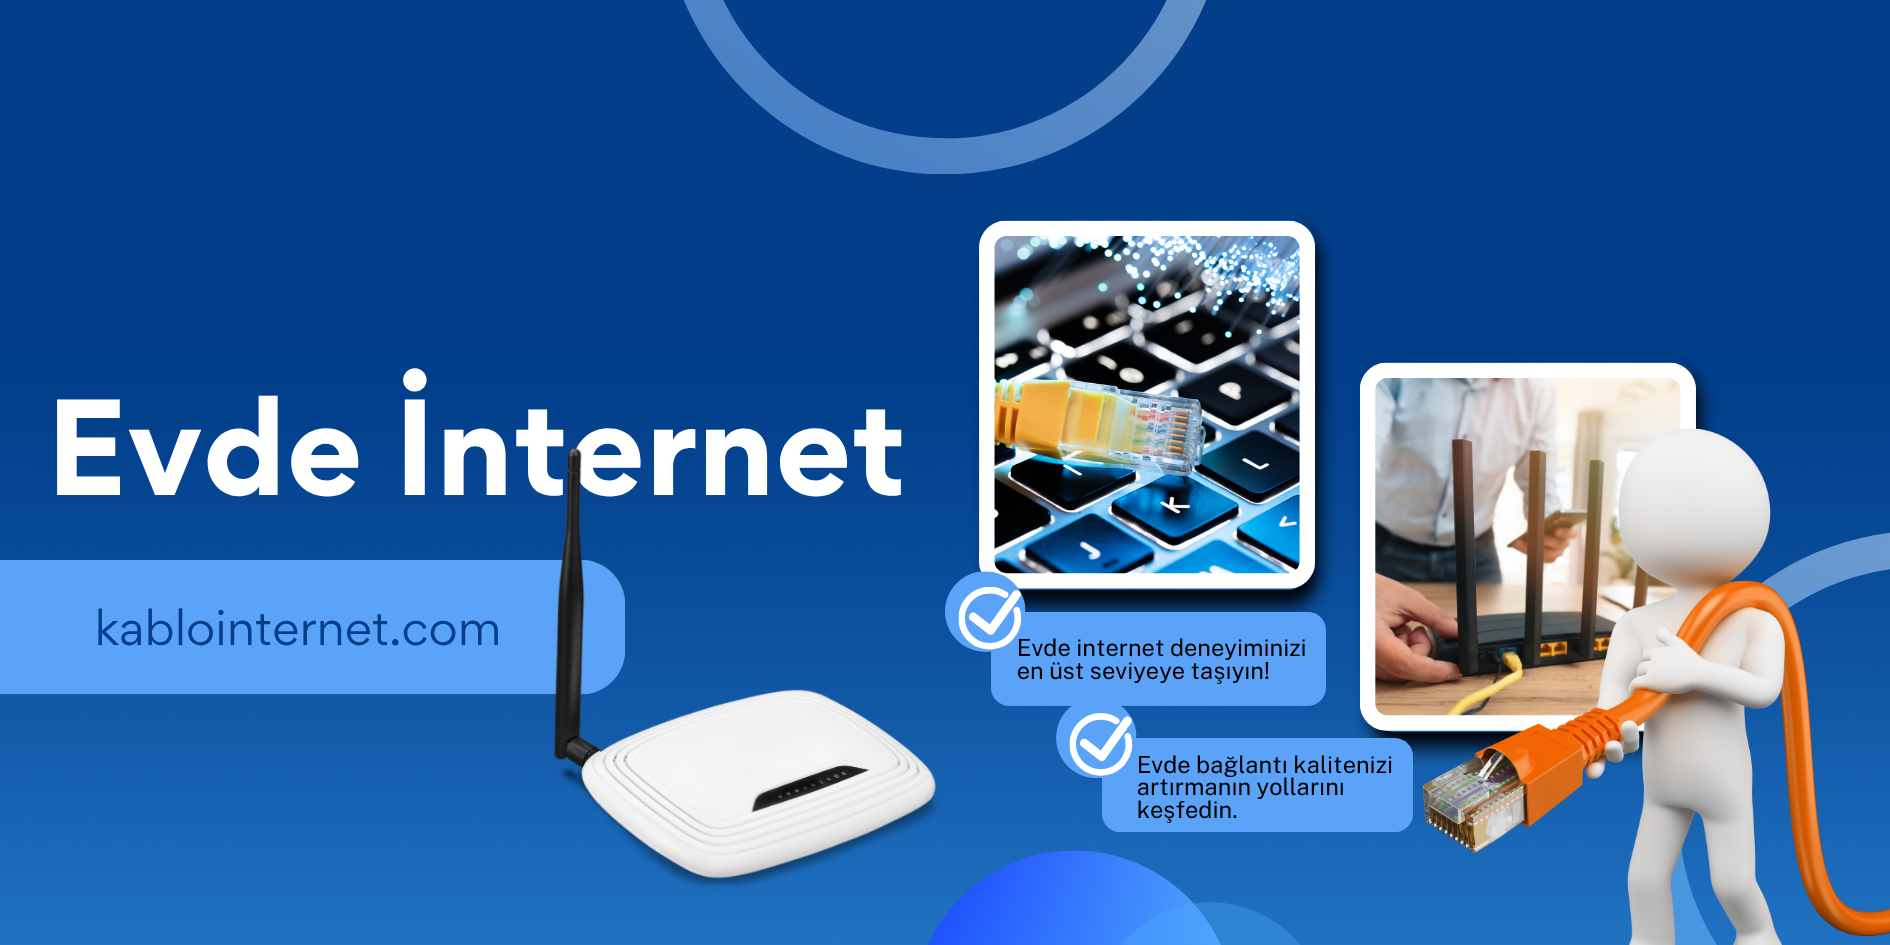 Evde İnternet
kablointernet.com
Evde internet deneyiminizi
en üst seviyeye taşıyın!
Evde bağlantı kalitenizi
artırmanın yollarını
keşfedin.
L
K
J